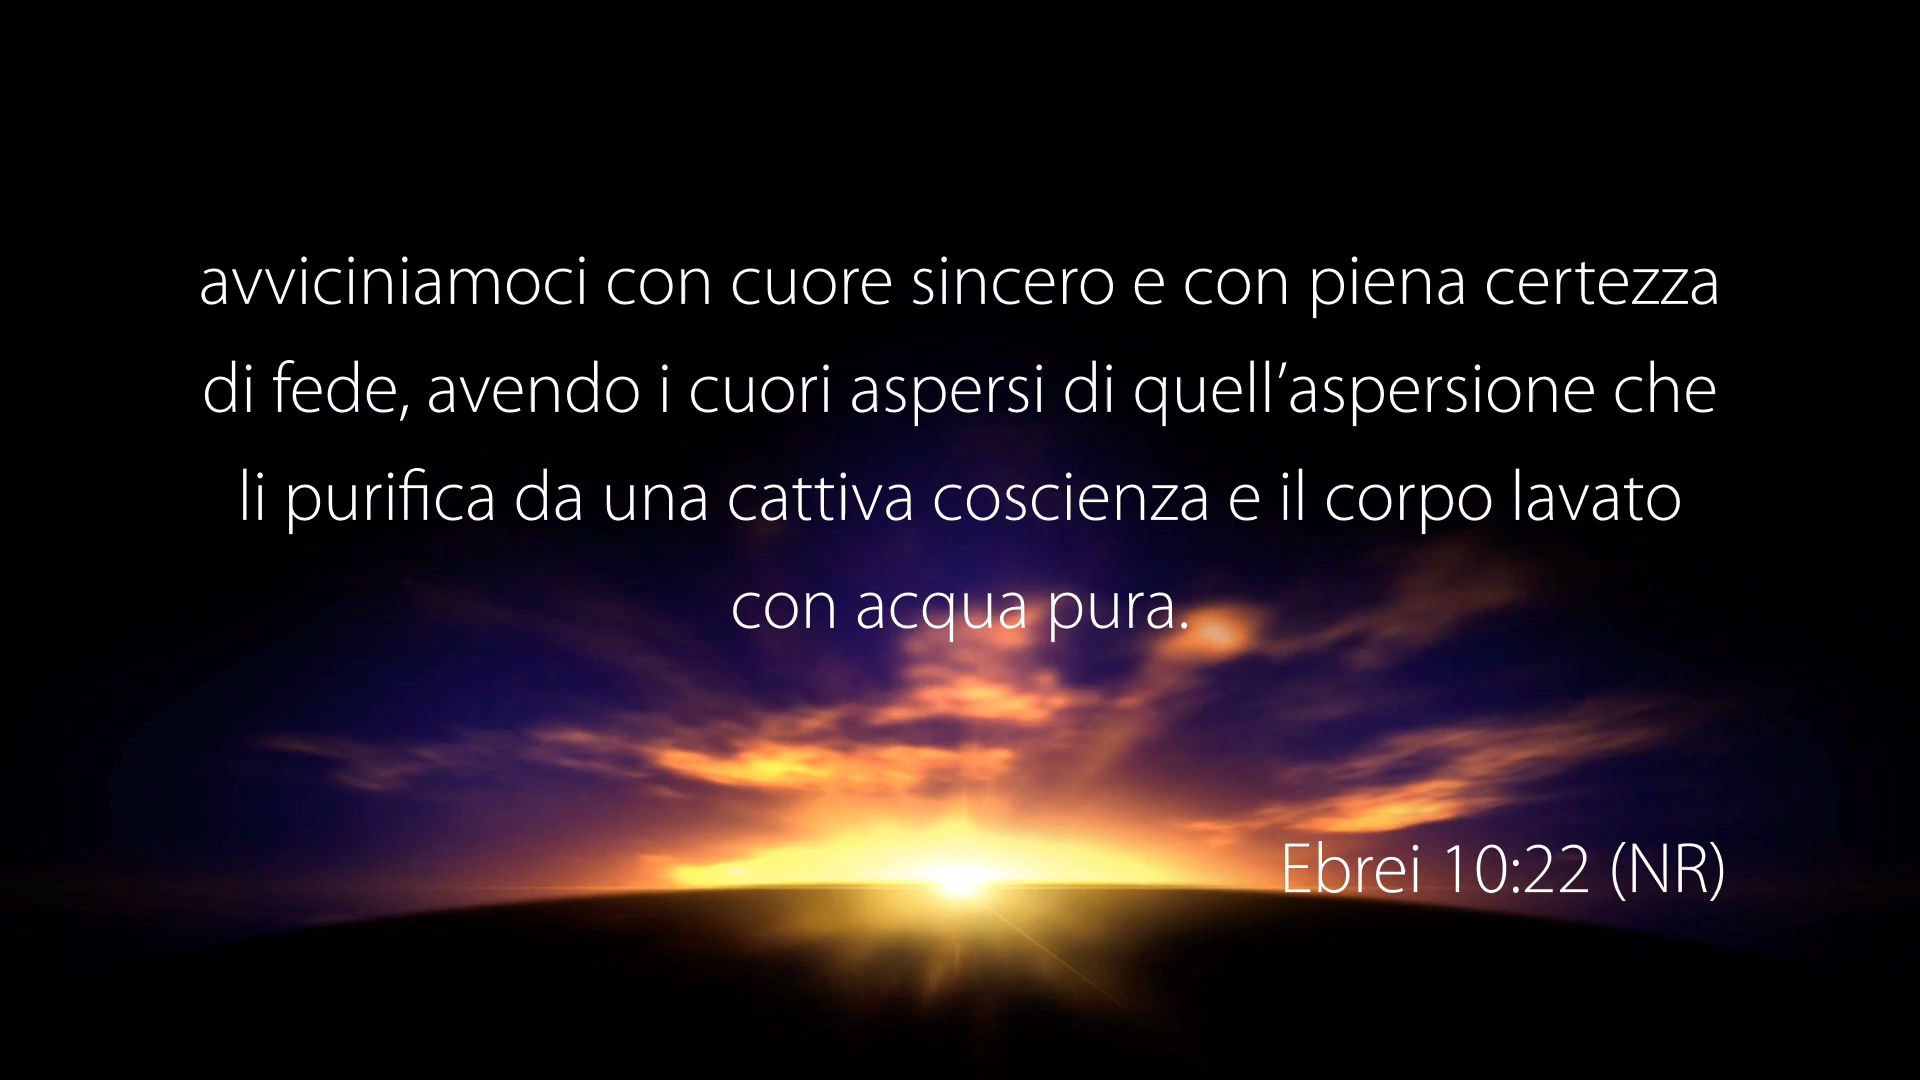 avviciniamoci con cuore sincero e con piena certezza
di fede, avendo i cuori aspersi di quell’aspersione che
li purifica da una cattiva coscienza e il corpo lavato
con acqua pura.
Ebrei 10:22 (NR)